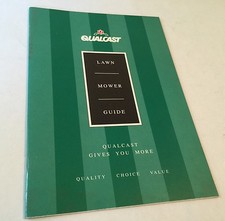 QUALCAST
LAWN
MOWER
GUIDE
QUALCAST
GIVES YOU MORE
QUALITY CHOICE VALUE